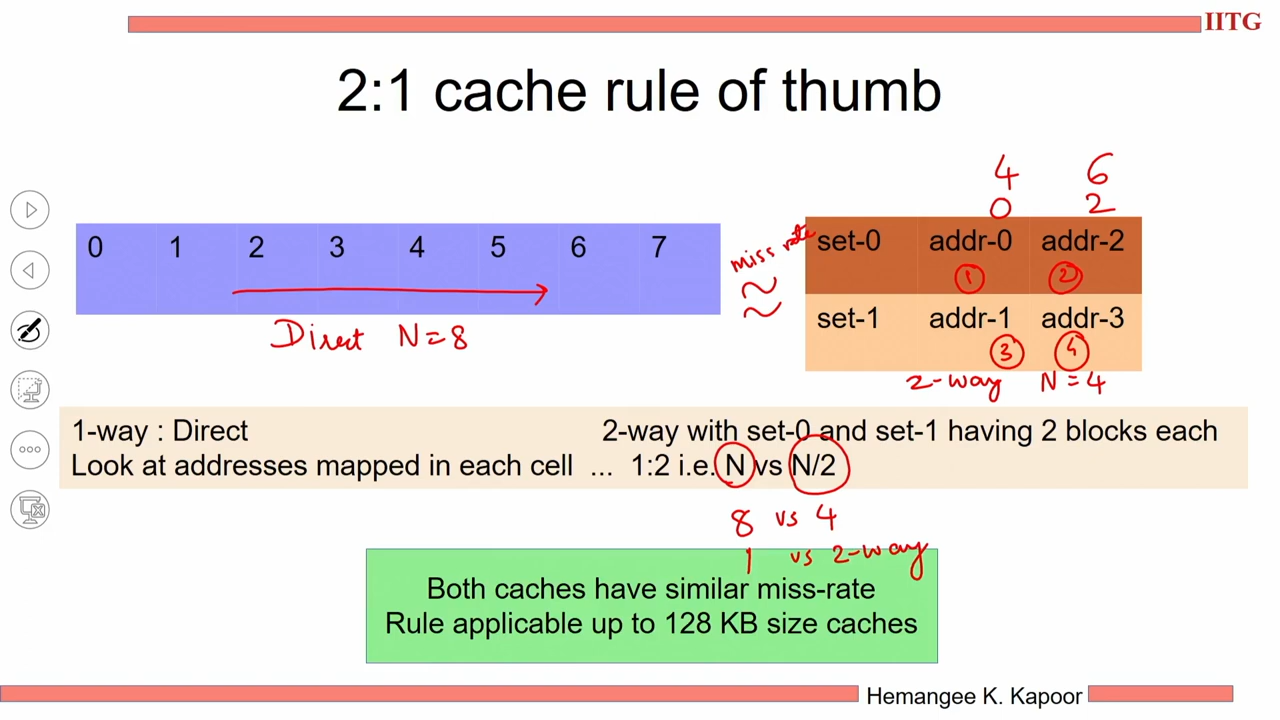 IITG
2:1 cache rule of thumb
4 6
0 2
0 1 2 3 4 5 6 7
miss rate
≈
set-0 addr-0 addr-2
1 2
set-1 addr-1 addr-3
3 4
Direct N=8
2-way N=4
1-way : Direct 2-way with set-0 and set-1 having 2 blocks each
Look at addresses mapped in each cell ... 1:2 i.e. N vs N/2
8 vs 4
1 vs 2-way
Both caches have similar miss-rate
Rule applicable up to 128 KB size caches
Hemangee K. Kapoor